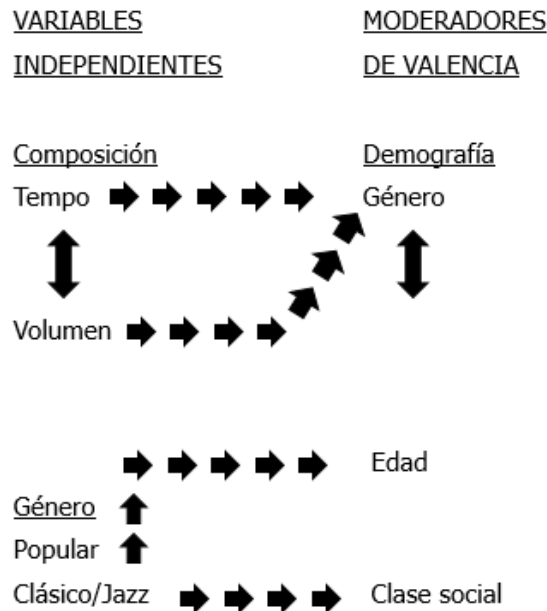 VARIABLES
INDEPENDIENTES
MODERADORES
DE VALENCIA
Composición
Demografía
Tempo
Género
Volumen
Edad
Género
Popular
Clásico/Jazz
Clase social